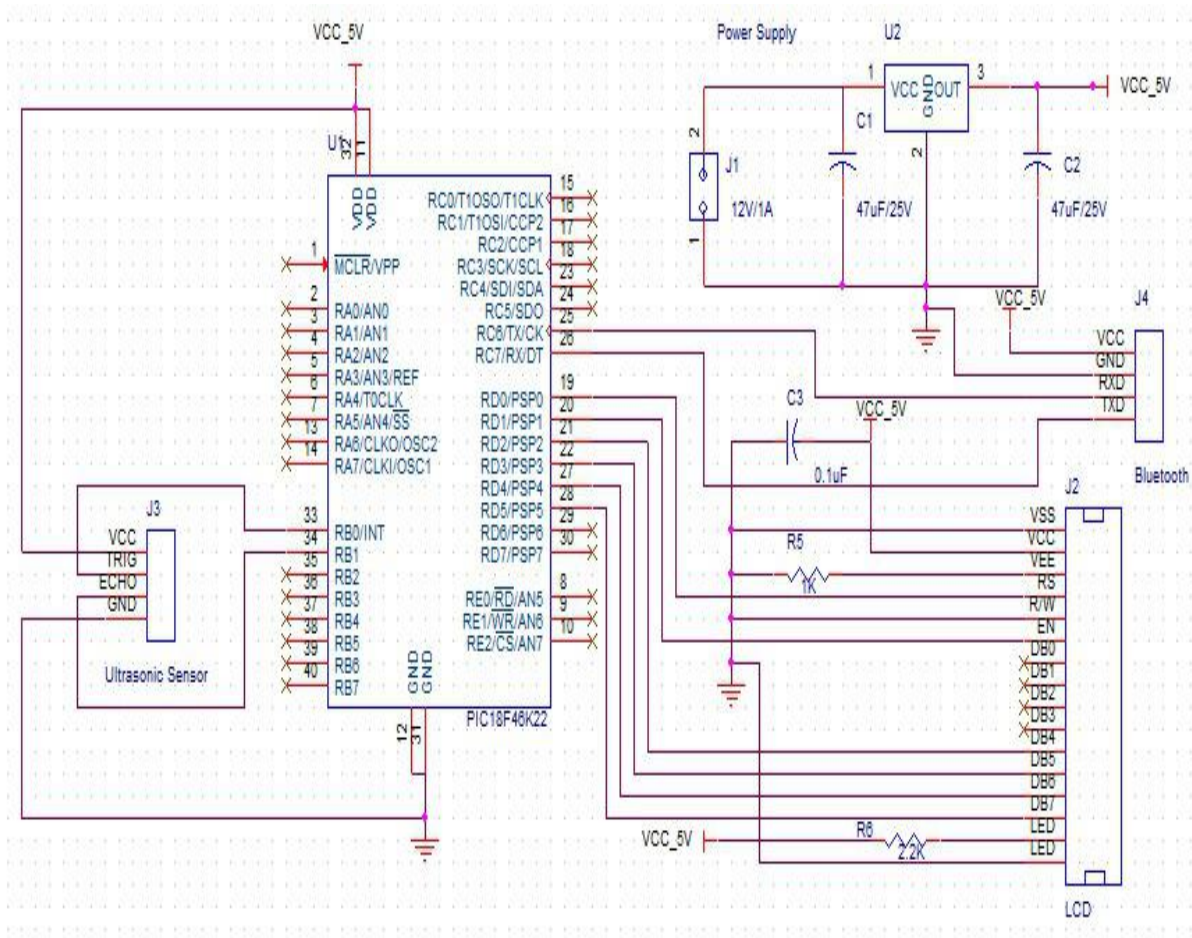 VCC_5V
Power Supply
U2
1
VCC
GND
OUT
3
VCC_5V
2
C1
47uF/25V
C2
47uF/25V
2
J1
12V/1A
1
U1
32
11
VDD
VDD
1
MCLR/VPP
2
RA0/AN0
3
RA1/AN1
4
RA2/AN2
5
RA3/AN3/REF
6
RA4/T0CLK
7
RA5/AN4/SS
13
RA6/CLKO/OSC2
14
RA7/CLKI/OSC1
33
RB0/INT
34
RB1
35
RB2
36
RB3
37
RB4
38
RB5
39
RB6
40
RB7
15
RC0/T1OSO/T1CLK
16
RC1/T1OSI/CCP2
17
RC2/CCP1
18
RC3/SCK/SCL
23
RC4/SDI/SDA
24
RC5/SDO
25
RC6/TX/CK
26
RC7/RX/DT
19
RD0/PSP0
20
RD1/PSP1
21
RD2/PSP2
22
RD3/PSP3
27
RD4/PSP4
28
RD5/PSP5
29
RD6/PSP6
30
RD7/PSP7
8
RE0/RD/AN5
9
RE1/WR/AN6
10
RE2/CS/AN7
GND
GND
12
31
PIC18F46K22
J3
VCC
TRIG
ECHO
GND
Ultrasonic Sensor
VCC_5V
J4
VCC
GND
RXD
TXD
Bluetooth
C3
0.1uF
VCC_5V
R5
1K
J2
VSS
VCC
VEE
RS
R/W
EN
DB0
DB1
DB2
DB3
DB4
DB5
DB6
DB7
LED
LED
VCC_5V
R6
2.2K
LCD